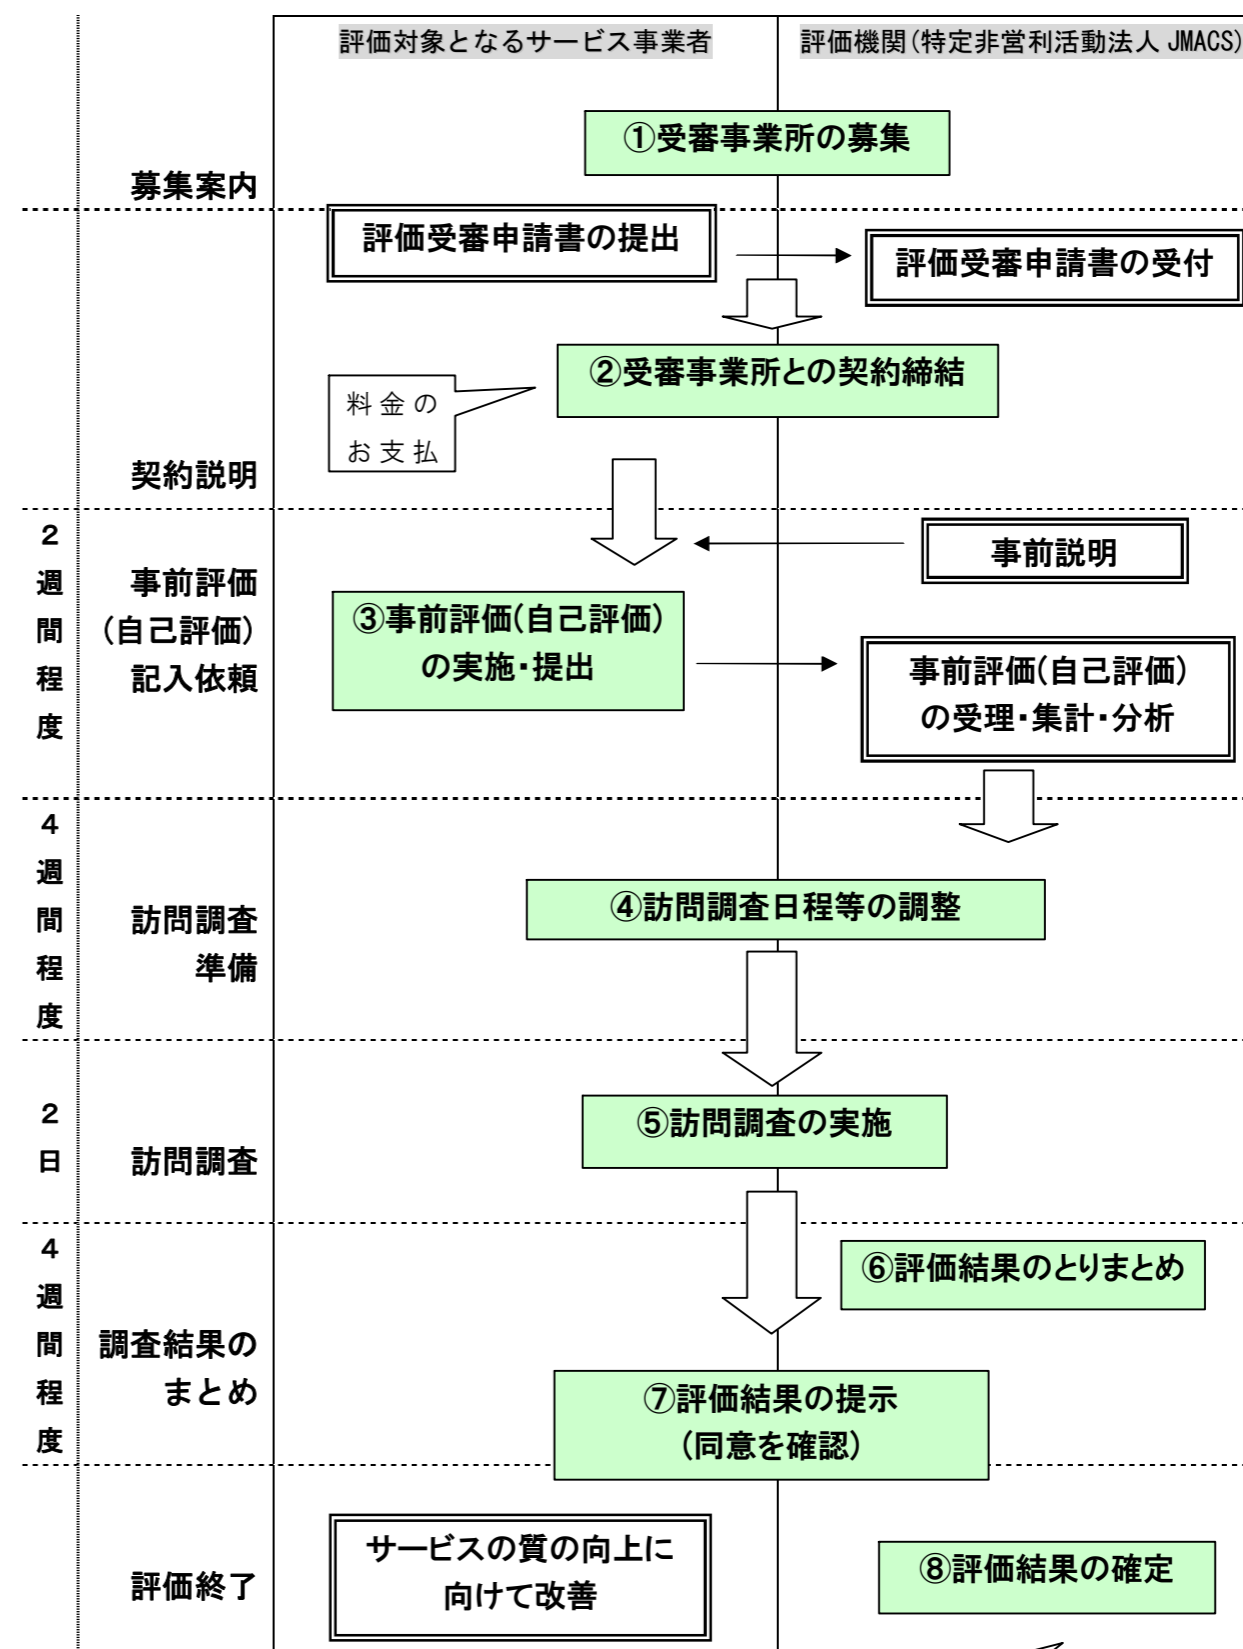 評価対象となるサービス事業者
評価機関(特定非営利活動法人 JMACS)
①受審事業所の募集
募集案内
評価受審申請書の提出
評価受審申請書の受付
②受審事業所との契約締結
料金の
お支払
契約説明
2週間程度
事前評価
(自己評価)
記入依頼
事前説明
③事前評価(自己評価)
の実施・提出
事前評価(自己評価)
の受理・集計・分析
4週間程度
訪問調査
準備
④訪問調査日程等の調整
2日
訪問調査
⑤訪問調査の実施
4週間程度
調査結果の
まとめ
⑥評価結果のとりまとめ
⑦評価結果の提示
(同意を確認)
評価終了
サービスの質の向上に
向けて改善
⑧評価結果の確定